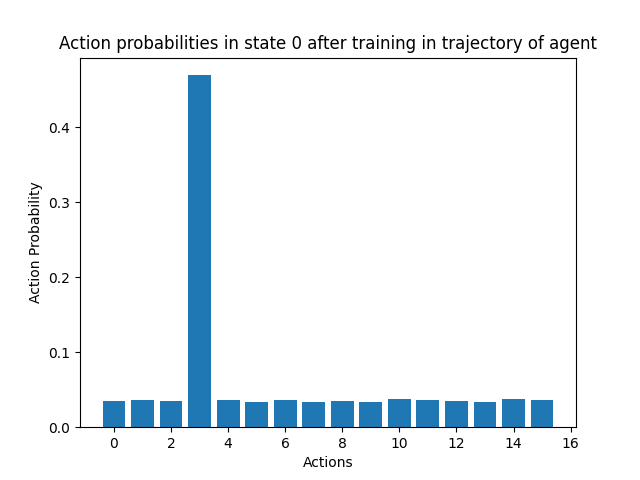 Action probabilities in state 0 after training in trajectory of agent
0.4
0.3
0.2
0.1
0.0
Action Probability
0 2 4 6 8 10 12 14 16
Actions